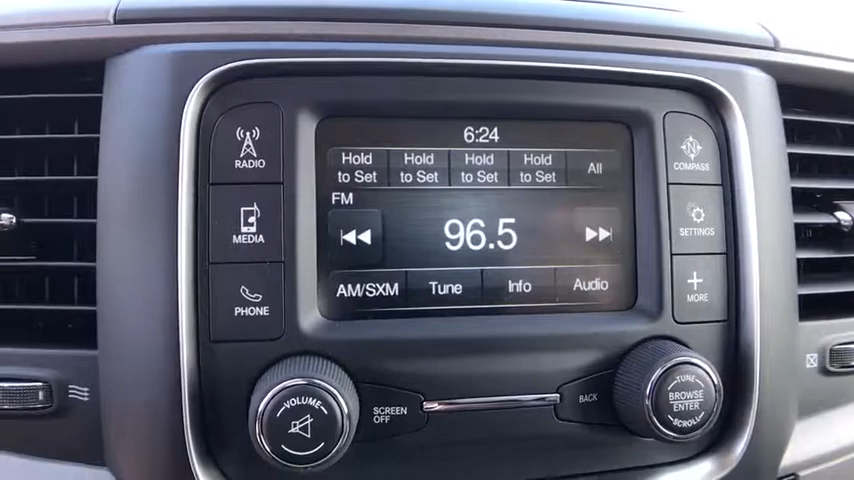 6:24
Hold to Set
Hold to Set
Hold to Set
Hold to Set
All
FM
96.5
AM/SXM
Tune
Info
Audio
RADIO
MEDIA
PHONE
N
COMPASS
SETTINGS
+
MORE
VOLUME
SCREEN
OFF
BACK
TUNE
BROWSE
ENTER
SCROLL